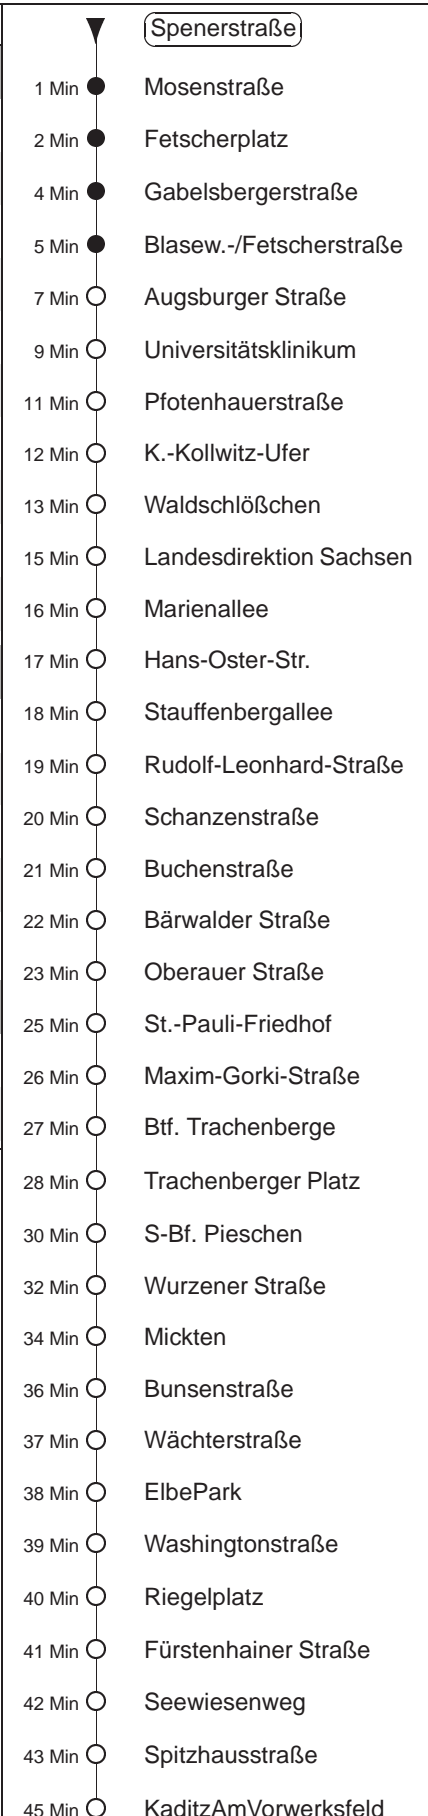 Spenerstraße
1 Min Mosenstraße
2 Min Fetscherplatz
4 Min Gabelsbergerstraße
5 Min Blasew.-/Fetscherstraße
7 Min Augsburger Straße
9 Min Universitätsklinikum
11 Min Pfotenhauerstraße
12 Min K.-Kollwitz-Ufer
13 Min Waldschlößchen
15 Min Landesdirektion Sachsen
16 Min Marienallee
17 Min Hans-Oster-Str.
18 Min Stauffenbergallee
19 Min Rudolf-Leonhard-Straße
20 Min Schanzenstraße
21 Min Buchenstraße
22 Min Bärwalder Straße
23 Min Oberauer Straße
25 Min St.-Pauli-Friedhof
26 Min Maxim-Gorki-Straße
27 Min Btf. Trachenberge
28 Min Trachenberger Platz
30 Min S-Bf. Pieschen
32 Min Wurzener Straße
34 Min Mickten
36 Min Bunsenstraße
37 Min Wächterstraße
38 Min ElbePark
39 Min Washingtonstraße
40 Min Riegelplatz
41 Min Fürstenhainer Straße
42 Min Seewiesenweg
43 Min Spitzhausstraße
45 Min KaditzAmVorwerksfeld